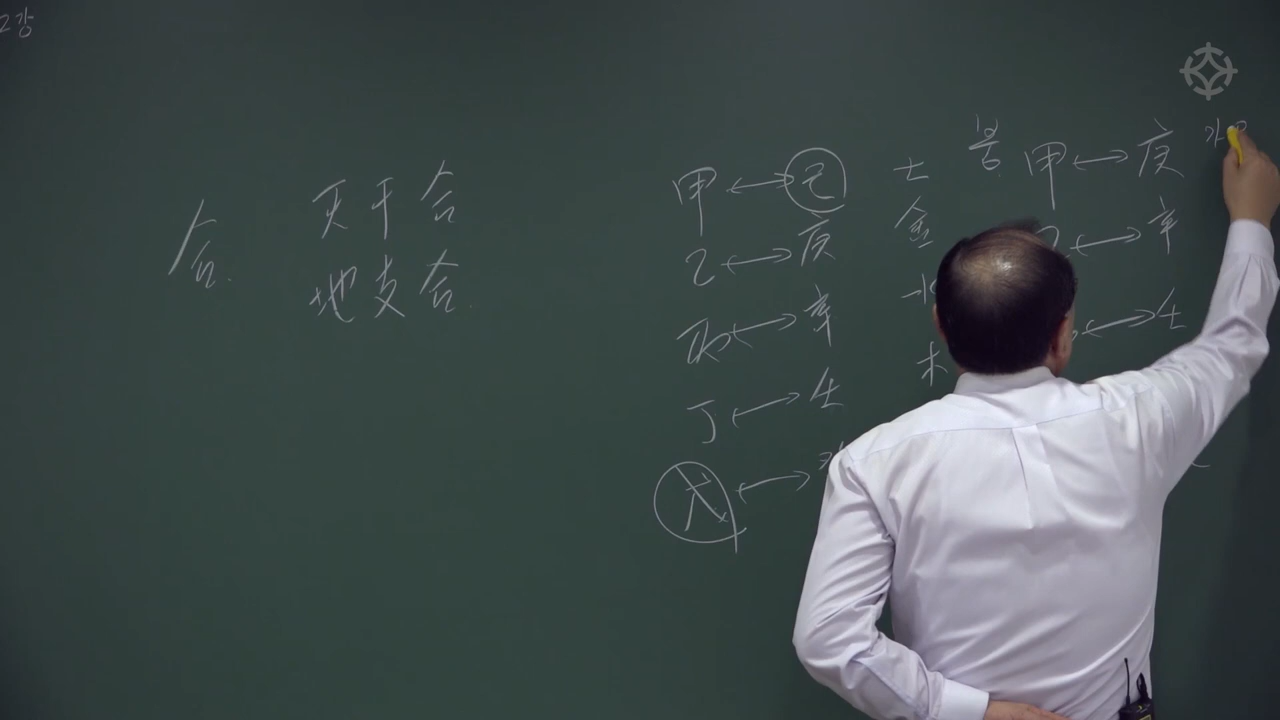 2강
合 天干合
地支合
甲 ↔ 己 土
乙 ↔ 庚 金
丙 ↔ 辛 水
丁 ↔ 壬 木
戊 ↔
甲 ↔ 庚
↔ 辛
↔ 壬